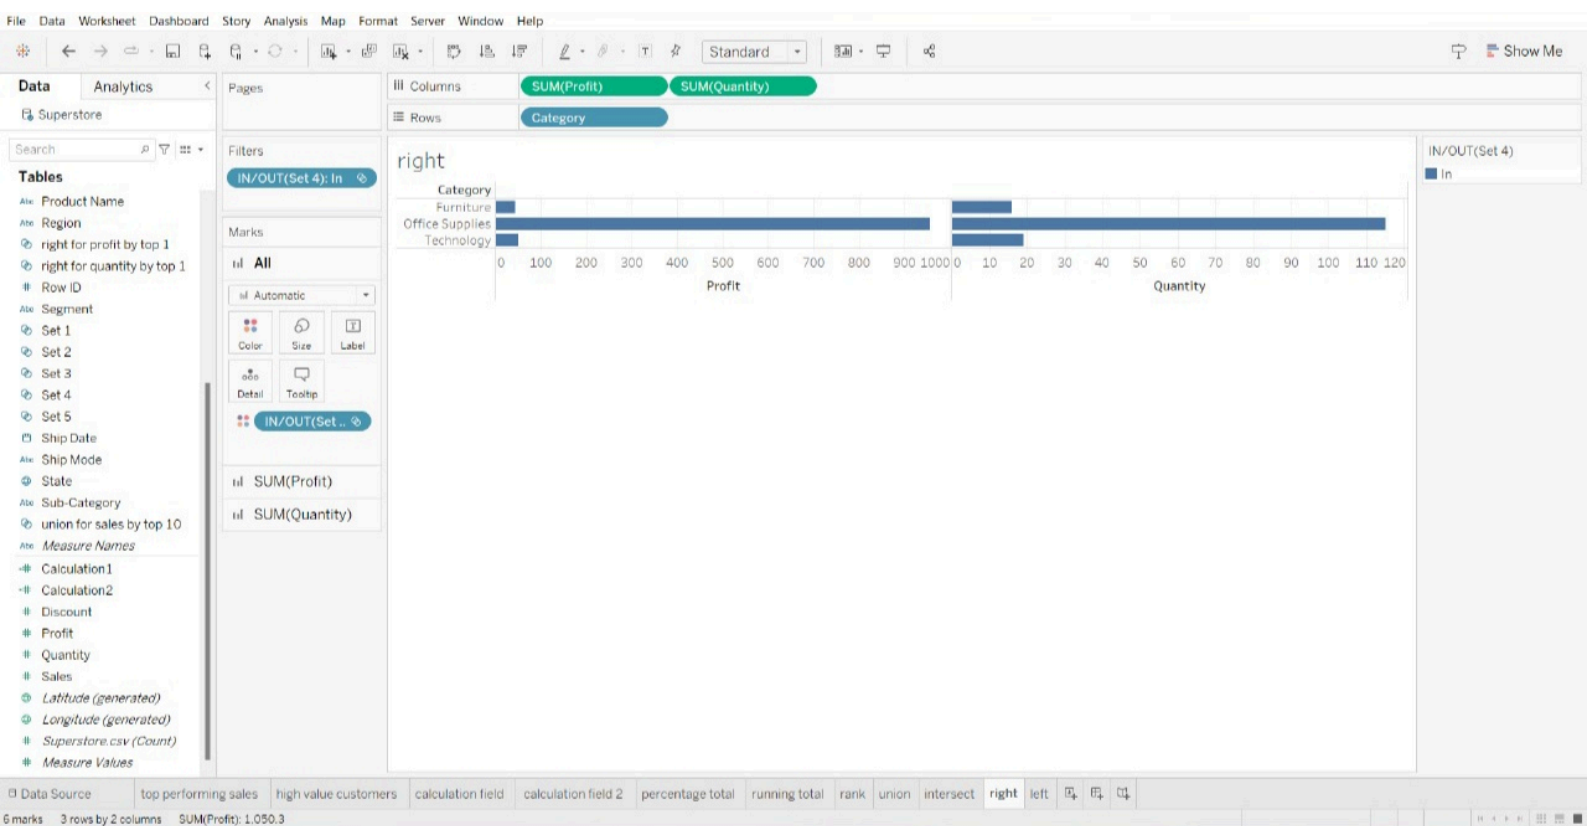 File Data Worksheet Dashboard Story Analysis Map Format Server Window Help
Standard
Show Me
Data Analytics
Superstore
Search
Tables
Product Name
Region
right for profit by top 1
right for quantity by top 1
Row ID
Segment
Set 1
Set 2
Set 3
Set 4
Set 5
Ship Date
Ship Mode
State
Sub-Category
union for sales by top 10
Measure Names
Calculation1
Calculation2
Discount
Profit
Quantity
Sales
Latitude (generated)
Longitude (generated)
Superstore.csv (Count)
Measure Values
Pages
Filters
IN/OUT(Set 4): In
Marks
All
Automatic
Color Size Label
Detail Tooltip
IN/OUT(Set ..
SUM(Profit)
SUM(Quantity)
Columns SUM(Profit) SUM(Quantity)
Rows Category
right
Category
Furniture
Office Supplies
Technology
0 100 200 300 400 500 600 700 800 900 1000 0 10 20 30 40 50 60 70 80 90 100 110 120
Profit Quantity
IN/OUT(Set 4)
In
Data Source top performing sales high value customers calculation field calculation field 2 percentage total running total rank union intersect right left
6 marks 3 rows by 2 columns SUM(Profit): 1,050.3